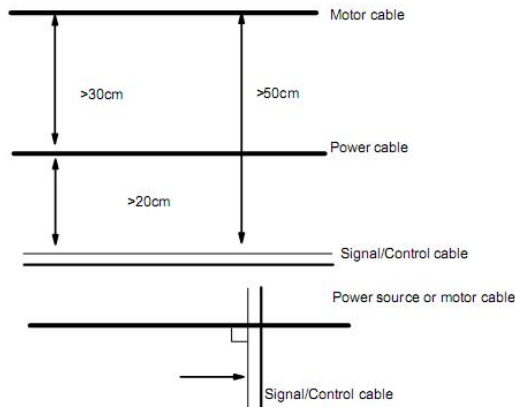 Motor cable
>30cm
>50cm
Power cable
>20cm
Signal/Control cable
Power source or motor cable
Signal/Control cable